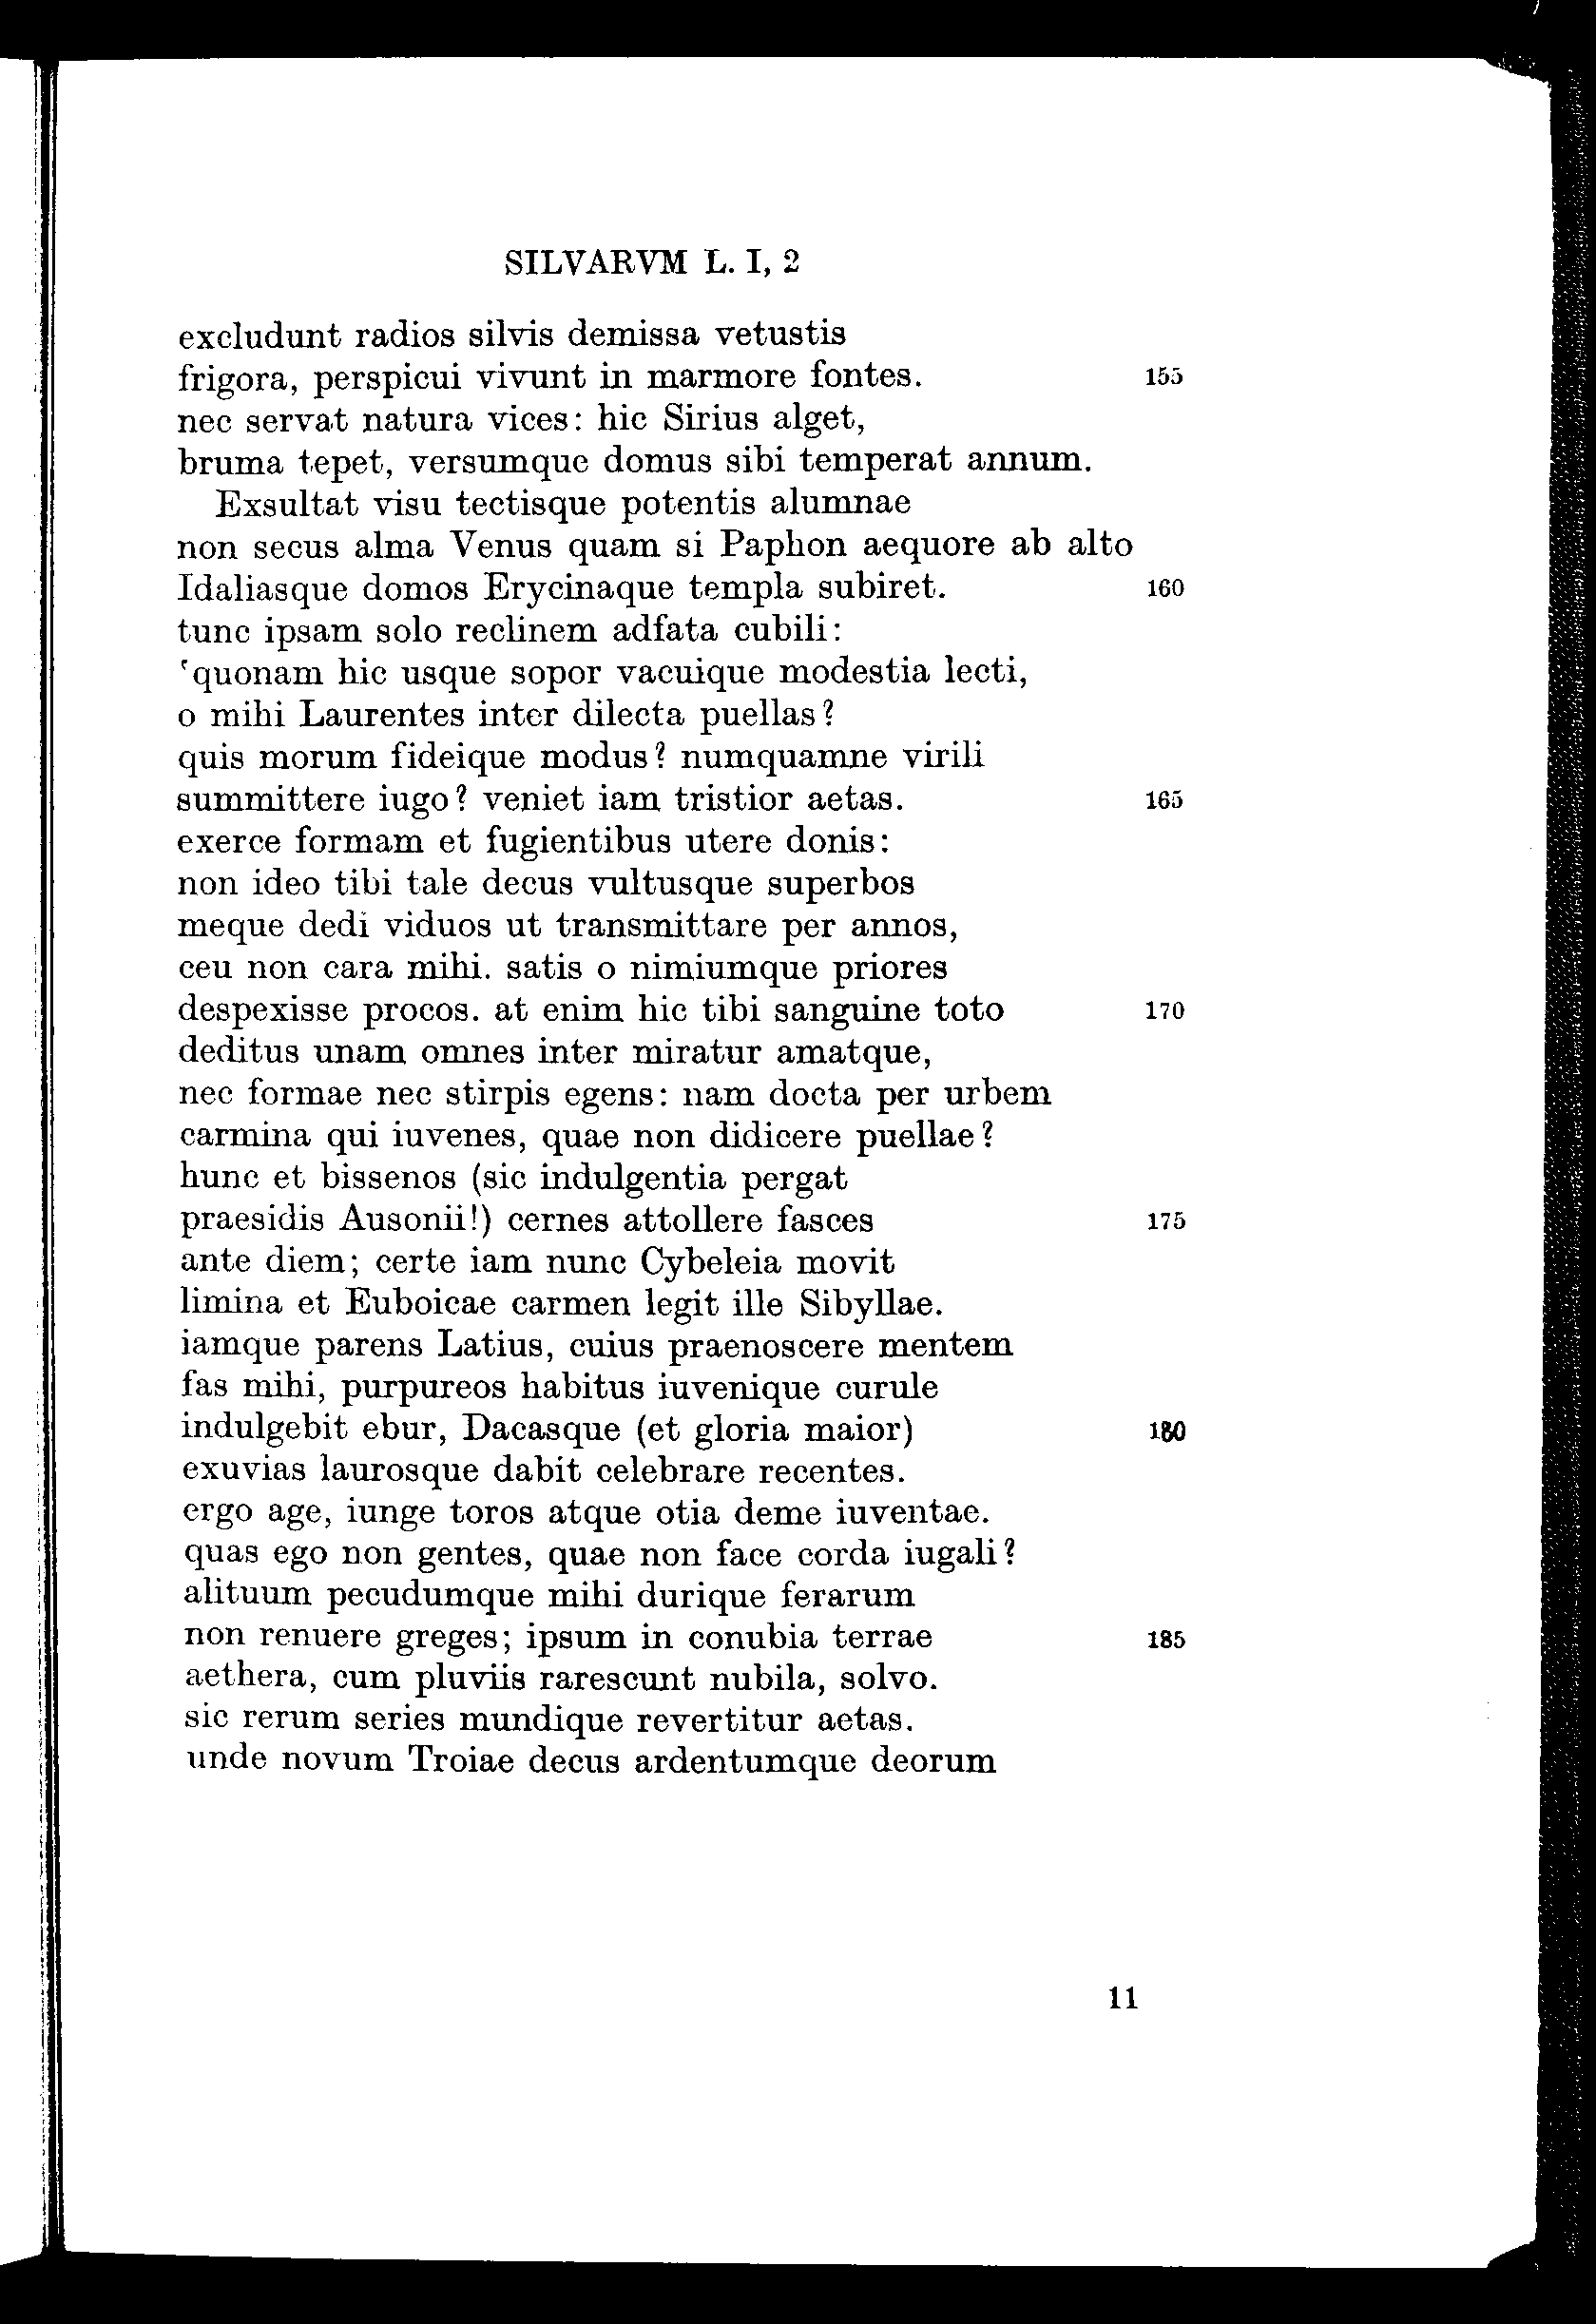 SILVARVM L. I, 2
excludunt radios silvis demissa vetustis
frigora, perspicui vivunt in marmore fontes. 155
nec servat natura vices: hic Sirius alget,
bruma tepet, versumque domus sibi temperat annum.
Exsultat visu tectisque potentis alumnae
non secus alma Venus quam si Paphon aequore ab alto
Idaliasque domos Erycinaque templa subiret. 160
tunc ipsam solo reclinem adfata cubili:
‛quonam hic usque sopor vacuique modestia lecti,
o mihi Laurentes inter dilecta puellas?
quis morum fideique modus? numquamne virili
summittere iugo? veniet iam tristior aetas. 165
exerce formam et fugientibus utere donis:
non ideo tibi tale decus vultusque superbos
meque dedi viduos ut transmittare per annos,
ceu non cara mihi. satis o nimiumque priores
despexisse procos. at enim hic tibi sanguine toto 170
deditus unam omnes inter miratur amatque,
nec formae nec stirpis egens: nam docta per urbem
carmina qui iuvenes, quae non didicere puellae?
hunc et bissenos (sic indulgentia pergat
praesidis Ausonii!) cernes attollere fasces 175
ante diem; certe iam nunc Cybeleia movit
limina et Euboicae carmen legit ille Sibyllae.
iamque parens Latius, cuius praenoscere mentem
fas mihi, purpureos habitus iuvenique curule
indulgebit ebur, Dacasque (et gloria maior) 180
exuvias laurosque dabit celebrare recentes.
ergo age, iunge toros atque otia deme iuventae.
quas ego non gentes, quae non face corda iugali?
alituum pecudumque mihi durique ferarum
non renuere greges; ipsum in conubia terrae 185
aethera, cum pluviis rarescunt nubila, solvo.
sic rerum series mundique revertitur aetas.
unde novum Troiae decus ardentumque deorum
11